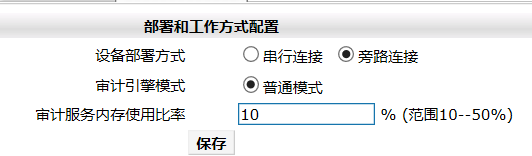 部署和工作方式配置
设备部署方式 串行连接 旁路连接
审计引擎模式 普通模式
审计服务内存使用比率 10 % (范围10--50%)
保存